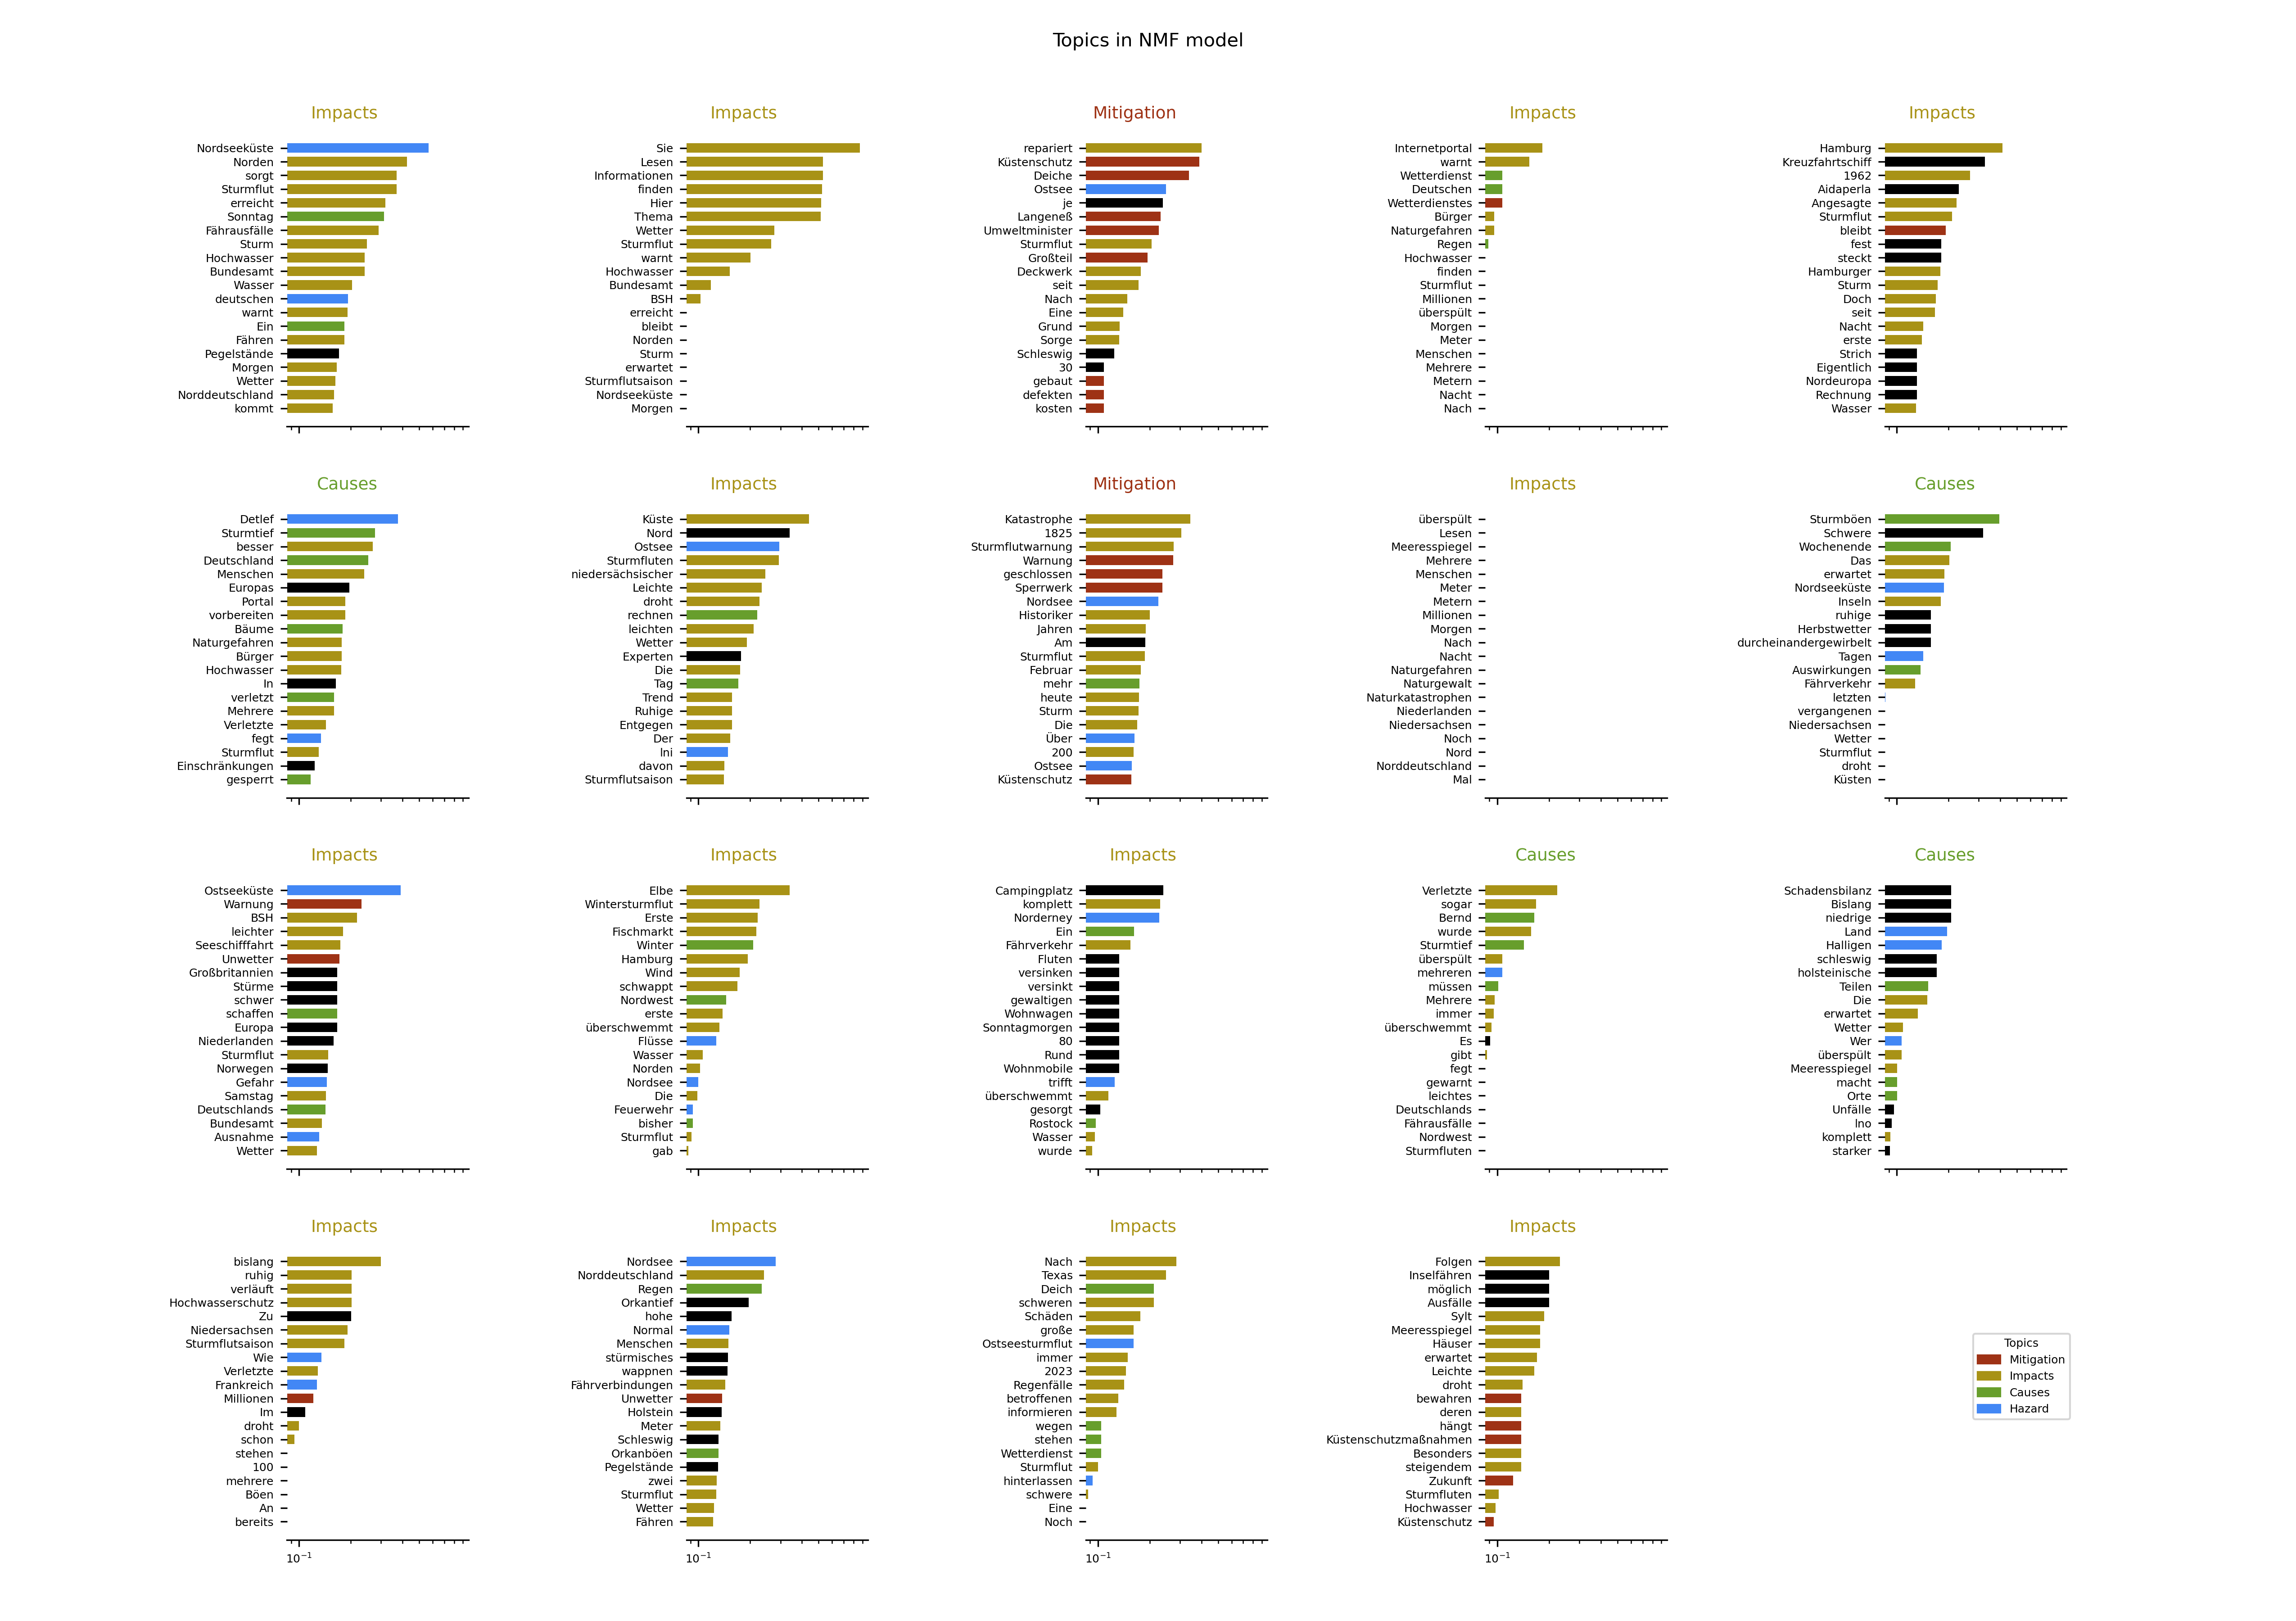 Topics in NMF model
Impacts
Nordseeküste
Norden
sorgt
Sturmflut
erreicht
Sonntag
Fährausfälle
Sturm
Hochwasser
Bundesamt
Wasser
deutschen
warnt
Ein
Fähren
Pegelstände
Morgen
Wetter
Norddeutschland
kommt
Impacts
Sie
Lesen
Informationen
finden
Hier
Thema
Wetter
Sturmflut
warnt
Hochwasser
Bundesamt
BSH
erreicht
bleibt
Norden
Sturm
erwartet
Sturmflutsaison
Nordseeküste
Morgen
Mitigation
repariert
Küstenschutz
Deiche
Ostsee
je
Langeneß
Umweltminister
Sturmflut
Großteil
Deckwerk
seit
Nach
Eine
Grund
Sorge
Schleswig
30
gebaut
defekten
kosten
Impacts
Internetportal
warnt
Wetterdienst
Deutschen
Wetterdienstes
Bürger
Naturgefahren
Regen
Hochwasser
finden
Sturmflut
Millionen
überspült
Morgen
Meter
Menschen
Mehrere
Metern
Nacht
Nach
Impacts
Hamburg
Kreuzfahrtschiff
1962
Aidaperla
Angesagte
Sturmflut
bleibt
fest
steckt
Hamburger
Sturm
Doch
seit
Nacht
erste
Strich
Eigentlich
Nordeuropa
Rechnung
Wasser
Causes
Detlef
Sturmtief
besser
Deutschland
Menschen
Europas
Portal
vorbereiten
Bäume
Naturgefahren
Bürger
Hochwasser
In
verletzt
Mehrere
Verletzte
fegt
Sturmflut
Einschränkungen
gesperrt
Impacts
Küste
Nord
Ostsee
Sturmfluten
niedersächsischer
Leichte
droht
rechnen
leichten
Wetter
Experten
Die
Tag
Trend
Ruhige
Entgegen
Der
Ini
davon
Sturmflutsaison
Mitigation
Katastrophe
1825
Sturmflutwarnung
Warnung
geschlossen
Sperrwerk
Nordsee
Historiker
Jahren
Am
Sturmflut
Februar
mehr
heute
Sturm
Die
Über
200
Ostsee
Küstenschutz
Impacts
überspült
Lesen
Meeresspiegel
Mehrere
Menschen
Meter
Metern
Millionen
Morgen
Nach
Nacht
Naturgefahren
Naturgewalt
Naturkatastrophen
Niederlanden
Niedersachsen
Noch
Nord
Norddeutschland
Mal
Causes
Sturmböen
Schwere
Wochenende
Das
erwartet
Nordseeküste
Inseln
ruhige
Herbstwetter
durcheinandergewirbelt
Tagen
Auswirkungen
Fährverkehr
letzten
vergangenen
Niedersachsen
Wetter
Sturmflut
droht
Küsten
Impacts
Ostseeküste
Warnung
BSH
leichter
Seeschifffahrt
Unwetter
Großbritannien
Stürme
schwer
schaffen
Europa
Niederlanden
Sturmflut
Norwegen
Gefahr
Samstag
Deutschlands
Bundesamt
Ausnahme
Wetter
Impacts
Elbe
Wintersturmflut
Erste
Fischmarkt
Winter
Hamburg
Wind
schwappt
Nordwest
erste
überschwemmt
Flüsse
Wasser
Norden
Nordsee
Die
Feuerwehr
bisher
Sturmflut
gab
Impacts
Campingplatz
komplett
Norderney
Ein
Fährverkehr
Fluten
versinken
versinkt
gewaltigen
Wohnwagen
Sonntagmorgen
80
Rund
Wohnmobile
trifft
überschwemmt
gesorgt
Rostock
Wasser
wurde
Causes
Verletzte
sogar
Bernd
wurde
Sturmtief
überspült
mehreren
müssen
Mehrere
immer
überschwemmt
Es
gibt
fegt
gewarnt
leichtes
Deutschlands
Fährausfälle
Nordwest
Sturmfluten
Causes
Schadensbilanz
Bislang
niedrige
Land
Halligen
schleswig
holsteinische
Teilen
Die
erwartet
Wetter
Wer
überspült
Meeresspiegel
macht
Orte
Unfälle
Ino
komplett
starker
Impacts
bislang
ruhig
verläuft
Hochwasserschutz
Zu
Niedersachsen
Sturmflutsaison
Wie
Verletzte
Frankreich
Millionen
Im
droht
schon
stehen
100
mehrere
Böen
An
bereits
10⁻¹
Impacts
Nordsee
Norddeutschland
Regen
Orkantief
hohe
Normal
Menschen
stürmisches
wappnen
Fährverbindungen
Unwetter
Holstein
Meter
Schleswig
Orkanböen
Pegelstände
zwei
Sturmflut
Wetter
Fähren
10⁻¹
Impacts
Nach
Texas
Deich
schweren
Schäden
große
Ostseesturmflut
immer
2023
Regenfälle
betroffenen
informieren
wegen
stehen
Wetterdienst
Sturmflut
hinterlassen
schwere
Eine
Noch
10⁻¹
Impacts
Folgen
Inselfähren
möglich
Ausfälle
Sylt
Meeresspiegel
Häuser
erwartet
Leichte
droht
bewahren
deren
hängt
Küstenschutzmaßnahmen
Besonders
steigendem
Zukunft
Sturmfluten
Hochwasser
Küstenschutz
10⁻¹
Topics
Mitigation
Impacts
Causes
Hazard